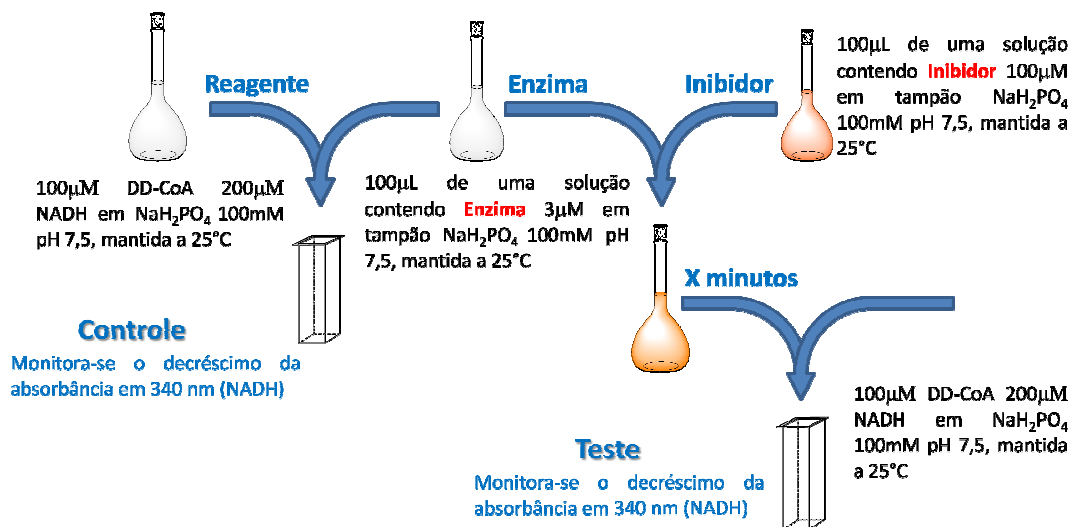 Reagente
Enzima
Inibidor
100μL de uma solução
contendo Inibidor 100μM
em tampão NaH₂PO₄
100mM pH 7,5, mantida a
25°C
100μM DD-CoA 200μM
NADH em NaH₂PO₄ 100mM
pH 7,5, mantida a 25°C
100μL de uma solução
contendo Enzima 3μM em
tampão NaH₂PO₄ 100mM pH
7,5, mantida a 25°C
X minutos
Controle
Monitora-se o decréscimo da
absorbância em 340 nm (NADH)
100μM DD-CoA 200μM
NADH em NaH₂PO₄
100mM pH 7,5, mantida
a 25°C
Teste
Monitora-se o decréscimo da
absorbância em 340 nm (NADH)